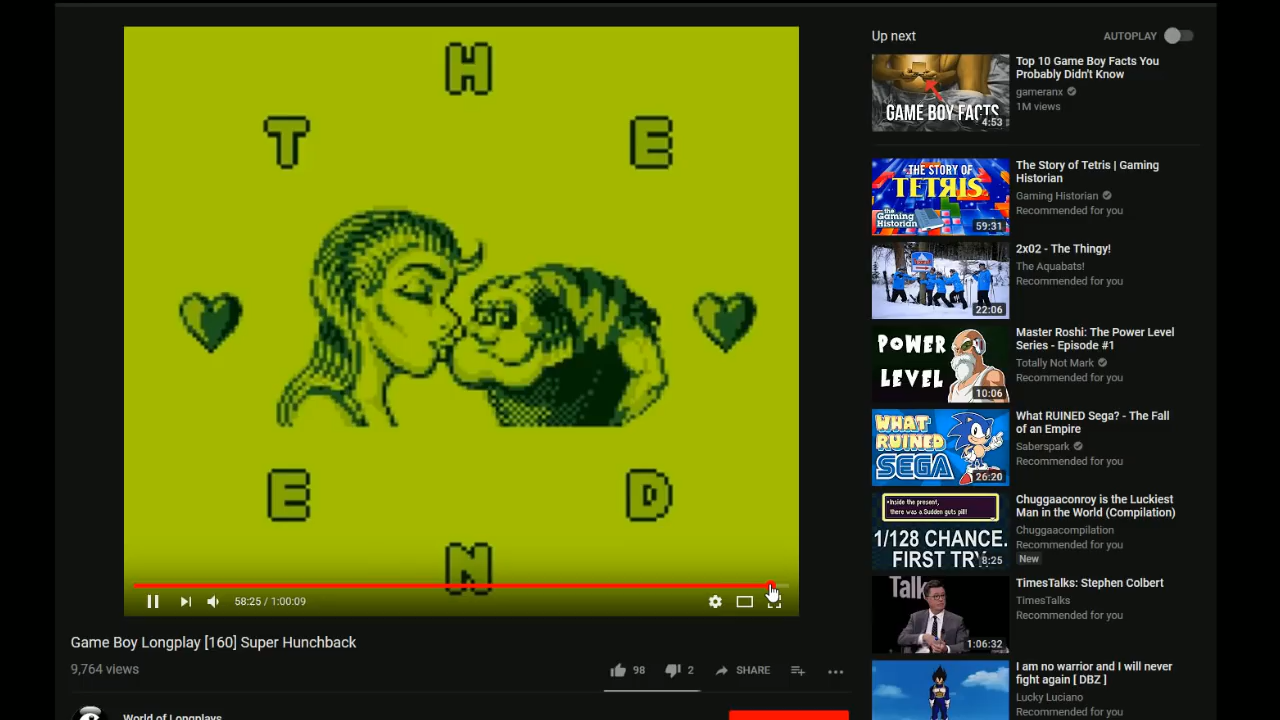 H
T E
E D
N
58:25 / 1:00:09
Game Boy Longplay [160] Super Hunchback
9,764 views
98
2
SHARE
World of Longplays
Up next
AUTOPLAY
GAME BOY FACTS
4:53
Top 10 Game Boy Facts You
Probably Didn't Know
gameranx
1M views
THE STORY OF
TETRIS
the
Gaming
Historian
59:31
The Story of Tetris | Gaming
Historian
Gaming Historian
Recommended for you
22:06
2x02 - The Thingy!
The Aquabats!
Recommended for you
POWER
LEVEL
10:06
Master Roshi: The Power Level
Series - Episode #1
Totally Not Mark
Recommended for you
WHAT
RUINED
SEGA
26:20
What RUINED Sega? - The Fall
of an Empire
Saberspark
Recommended for you
•Inside the present,
there was a Sudden guts pill!
1/128 CHANCE.
FIRST TRY.
8:25
Chuggaaconroy is the Luckiest
Man in the World (Compilation)
Chuggaacompilation
Recommended for you
New
Talk
1:06:32
TimesTalks: Stephen Colbert
TimesTalks
Recommended for you
I am no warrior and I will never
fight again [ DBZ ]
Lucky Luciano
Recommended for you